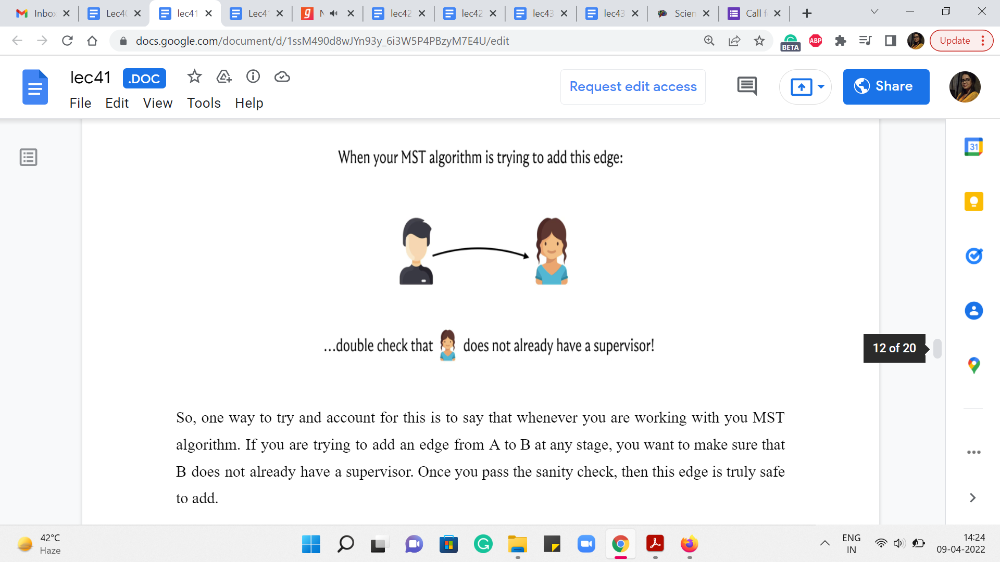 Inbox
Lec40
lec41
Lec41
N
lec42
lec42
lec43
lec43
Scien
Call f
docs.google.com/document/d/1ssM490d8wJYn93y_6i3W5P4PBzyM7E4U/edit
BETA
ABP
Update
lec41
.DOC
File Edit View Tools Help
Request edit access
Share
31
When your MST algorithm is trying to add this edge:
...double check that does not already have a supervisor!
12 of 20
So, one way to try and account for this is to say that whenever you are working with you MST
algorithm. If you are trying to add an edge from A to B at any stage, you want to make sure that
B does not already have a supervisor. Once you pass the sanity check, then this edge is truly safe
to add.
42°C
Haze
ENG
IN
14:24
09-04-2022